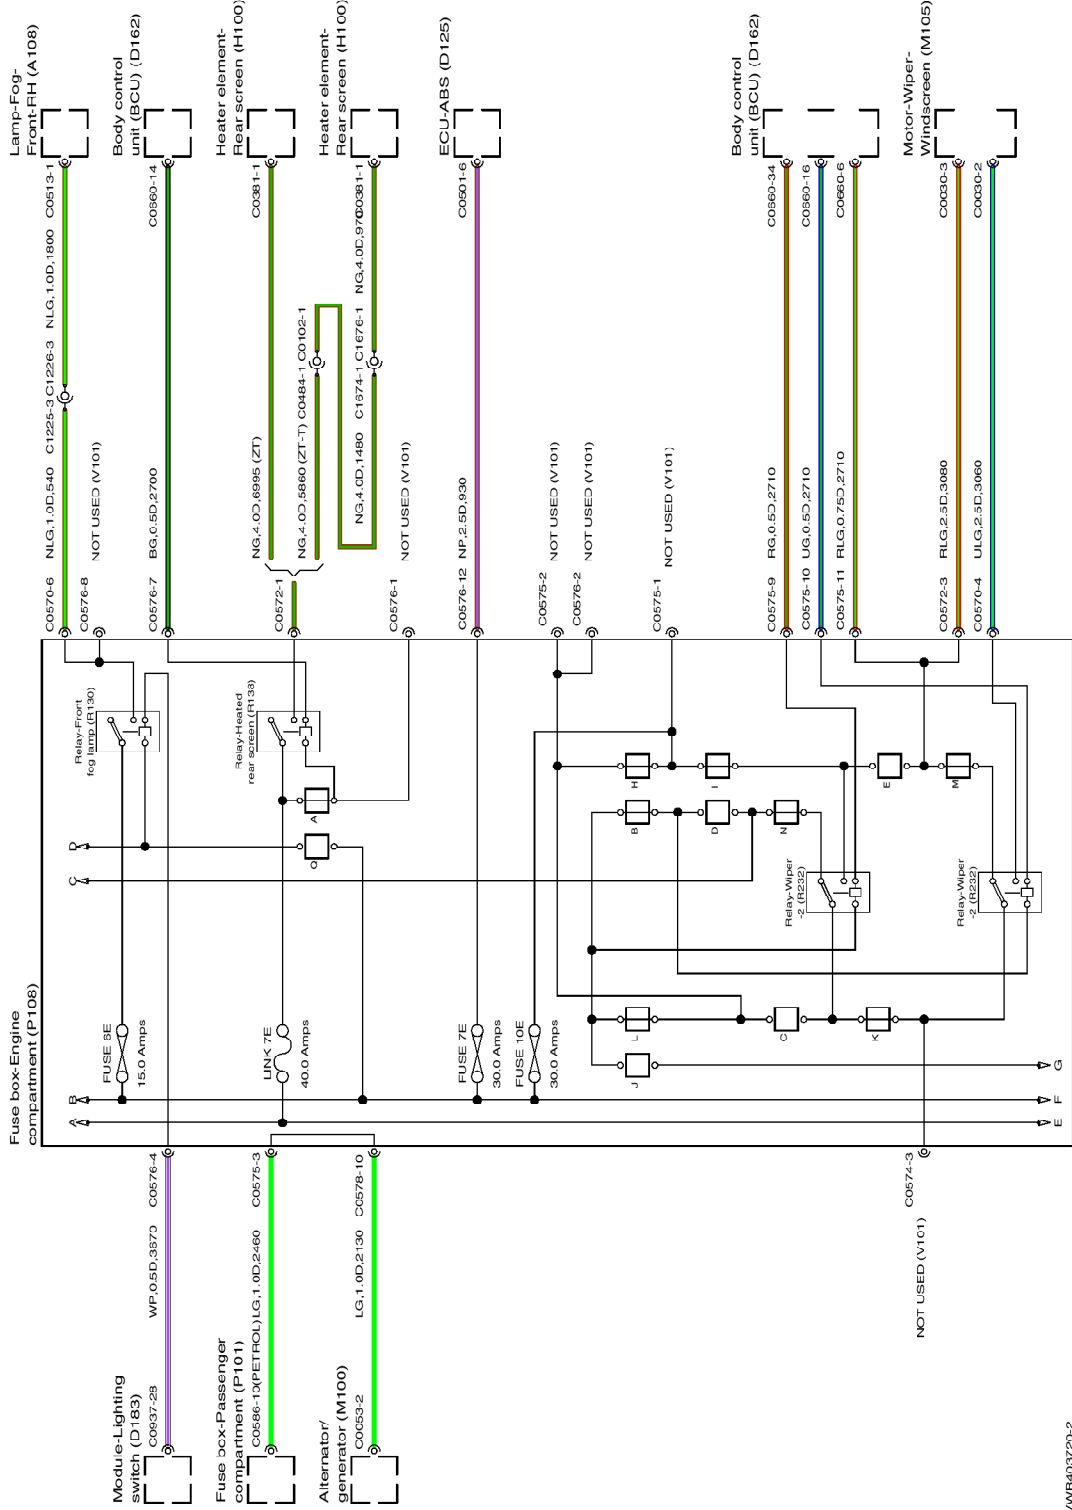 Lamp-Fog-
Front-RH (A108)
C0513-1
NLG,1.0D,1800
C1226-3
C1225-3
NLG,1.0D,540
C0570-6
NOT USED (V101)
C0576-8
Body control
unit (BCU) (D162)
C0660-14
BG,0.5D,2700
C0576-7
Heater element-
Rear screen (H100)
C0381-1
NG,4.0D,6995 (ZT)
Heater element-
Rear screen (H100)
C0381-1
NG,4.0D,970
C1676-1
C1674-1
NG,4.0D,1480
C0102-1
C0484-1
NG,4.0D,5860 (ZT-T)
C0572-1
NOT USED (V101)
C0576-1
ECU-ABS (D125)
C0501-6
NP,2.5D,930
C0576-12
NOT USED (V101)
C0575-2
NOT USED (V101)
C0576-2
NOT USED (V101)
C0575-1
Body control
unit (BCU) (D162)
C0660-34
RG,0.5D,2710
C0575-9
C0660-16
UG,0.5D,2710
C0575-10
C0660-6
RLG,0.75D,2710
C0575-11
Motor-Wiper-
Windscreen (M105)
C0030-3
RLG,2.5D,3080
C0572-3
C0030-2
ULG,2.5D,3060
C0570-4
Fuse box-Engine
compartment (P108)
Relay-Front
fog lamp (R130)
Relay-Heated
rear screen (R133)
A
Q
D
C
H
I
E
M
B
D
N
Relay-Wiper
-2 (R232)
Relay-Wiper
-2 (R232)
L
C
K
J
G
FUSE 5E
15.0 Amps
LINK 7E
40.0 Amps
FUSE 7E
30.0 Amps
FUSE 10E
30.0 Amps
B
F
A
E
C0576-4
WP,0.5D,3670
C0937-28
Module-Lighting
switch (D183)
C0575-3
LG,1.0D,2460
C0586-10(PETROL)
Fuse box-Passenger
compartment (P101)
C0578-10
LG,1.0D,2130
C0053-2
Alternator/
generator (M100)
C0574-3
NOT USED (V101)